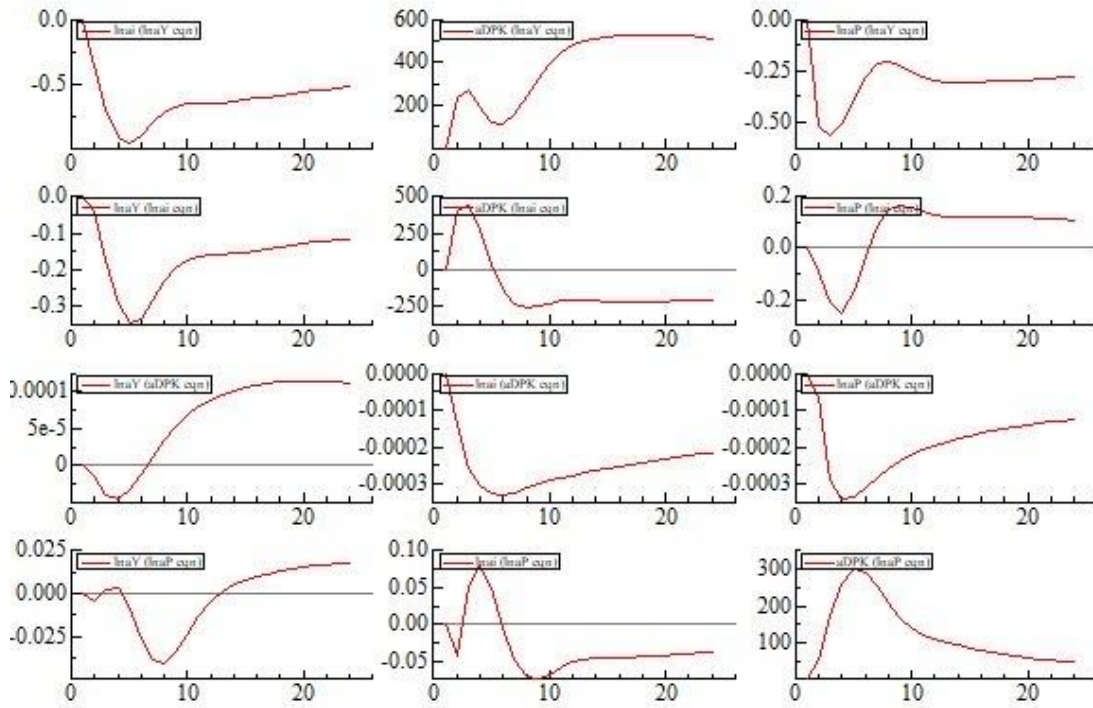 0.0 lnai (lnaY eqn) 600 aDPK (lnaY eqn) 0.00 lnaP (lnaY eqn)
-0.5 400 -0.25
200 -0.50
0 10 20 0 10 20 0 10 20
0.0 lnaY (lnai eqn) 500 aDPK (lnai eqn) 0.2 lnaP (lnai eqn)
-0.1 250 0.0
-0.2 0
-0.3 -250 -0.2
0 10 20 0 10 20 0 10 20
0.0001 lnaY (aDPK eqn) 0.0000 lnai (aDPK eqn) 0.0000 lnaP (aDPK eqn)
5e-5 -0.0001 -0.0001
0 -0.0002 -0.0002
-0.0003 -0.0003
0 10 20 0 10 20 0 10 20
0.025 lnaY (lnaP eqn) 0.10 lnai (lnaP eqn) aDPK (lnaP eqn)
0.000 0.05 300
-0.025 0.00 200
-0.05 100
0 10 20 0 10 20 0 10 20